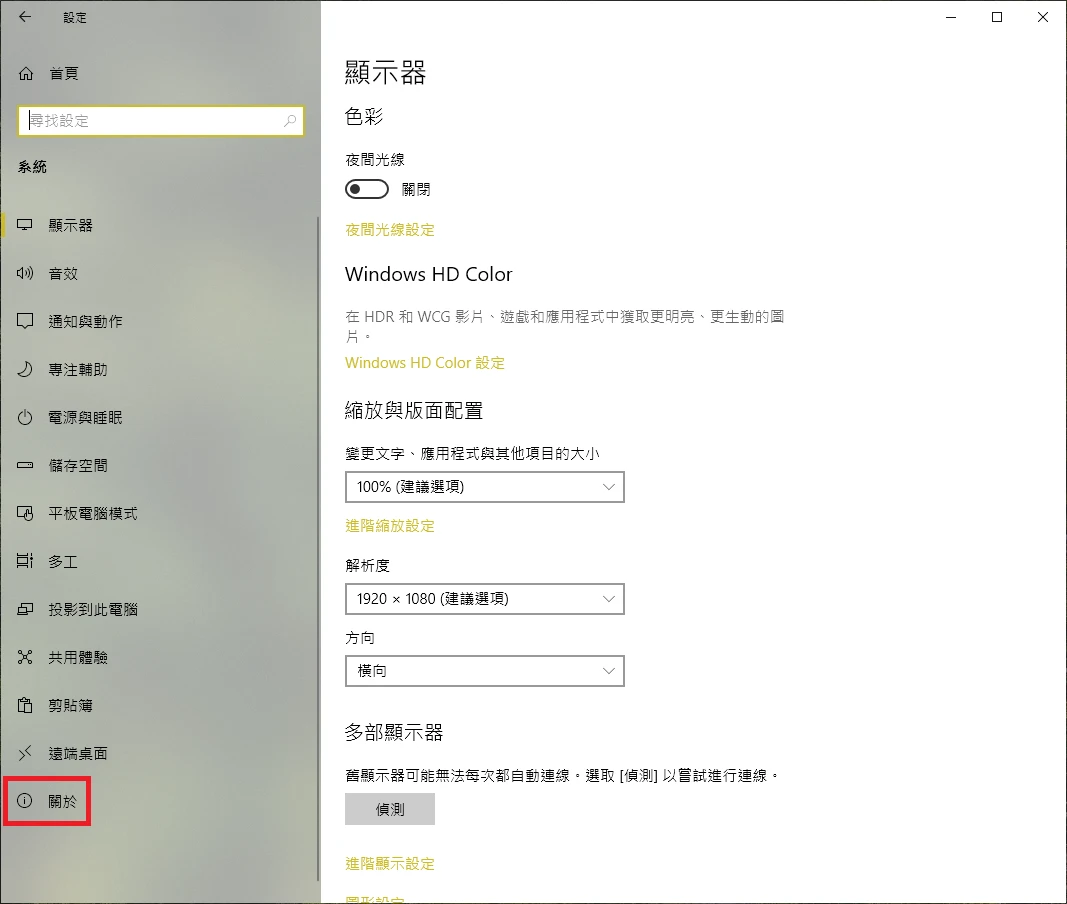 設定
首頁
尋找設定
系統
顯示器
音效
通知與動作
專注輔助
電源與睡眠
儲存空間
平板電腦模式
多工
投影到此電腦
共用體驗
剪貼簿
遠端桌面
關於
顯示器
色彩
夜間光線
關閉
夜間光線設定
Windows HD Color
在 HDR 和 WCG 影片、遊戲和應用程式中獲取更明亮、更生動的圖
片。
Windows HD Color 設定
縮放與版面配置
變更文字、應用程式與其他項目的大小
100% (建議選項)
進階縮放設定
解析度
1920 × 1080 (建議選項)
方向
橫向
多部顯示器
舊顯示器可能無法每次都自動連線。選取 [偵測] 以嘗試進行連線。
偵測
進階顯示設定
圖形設定